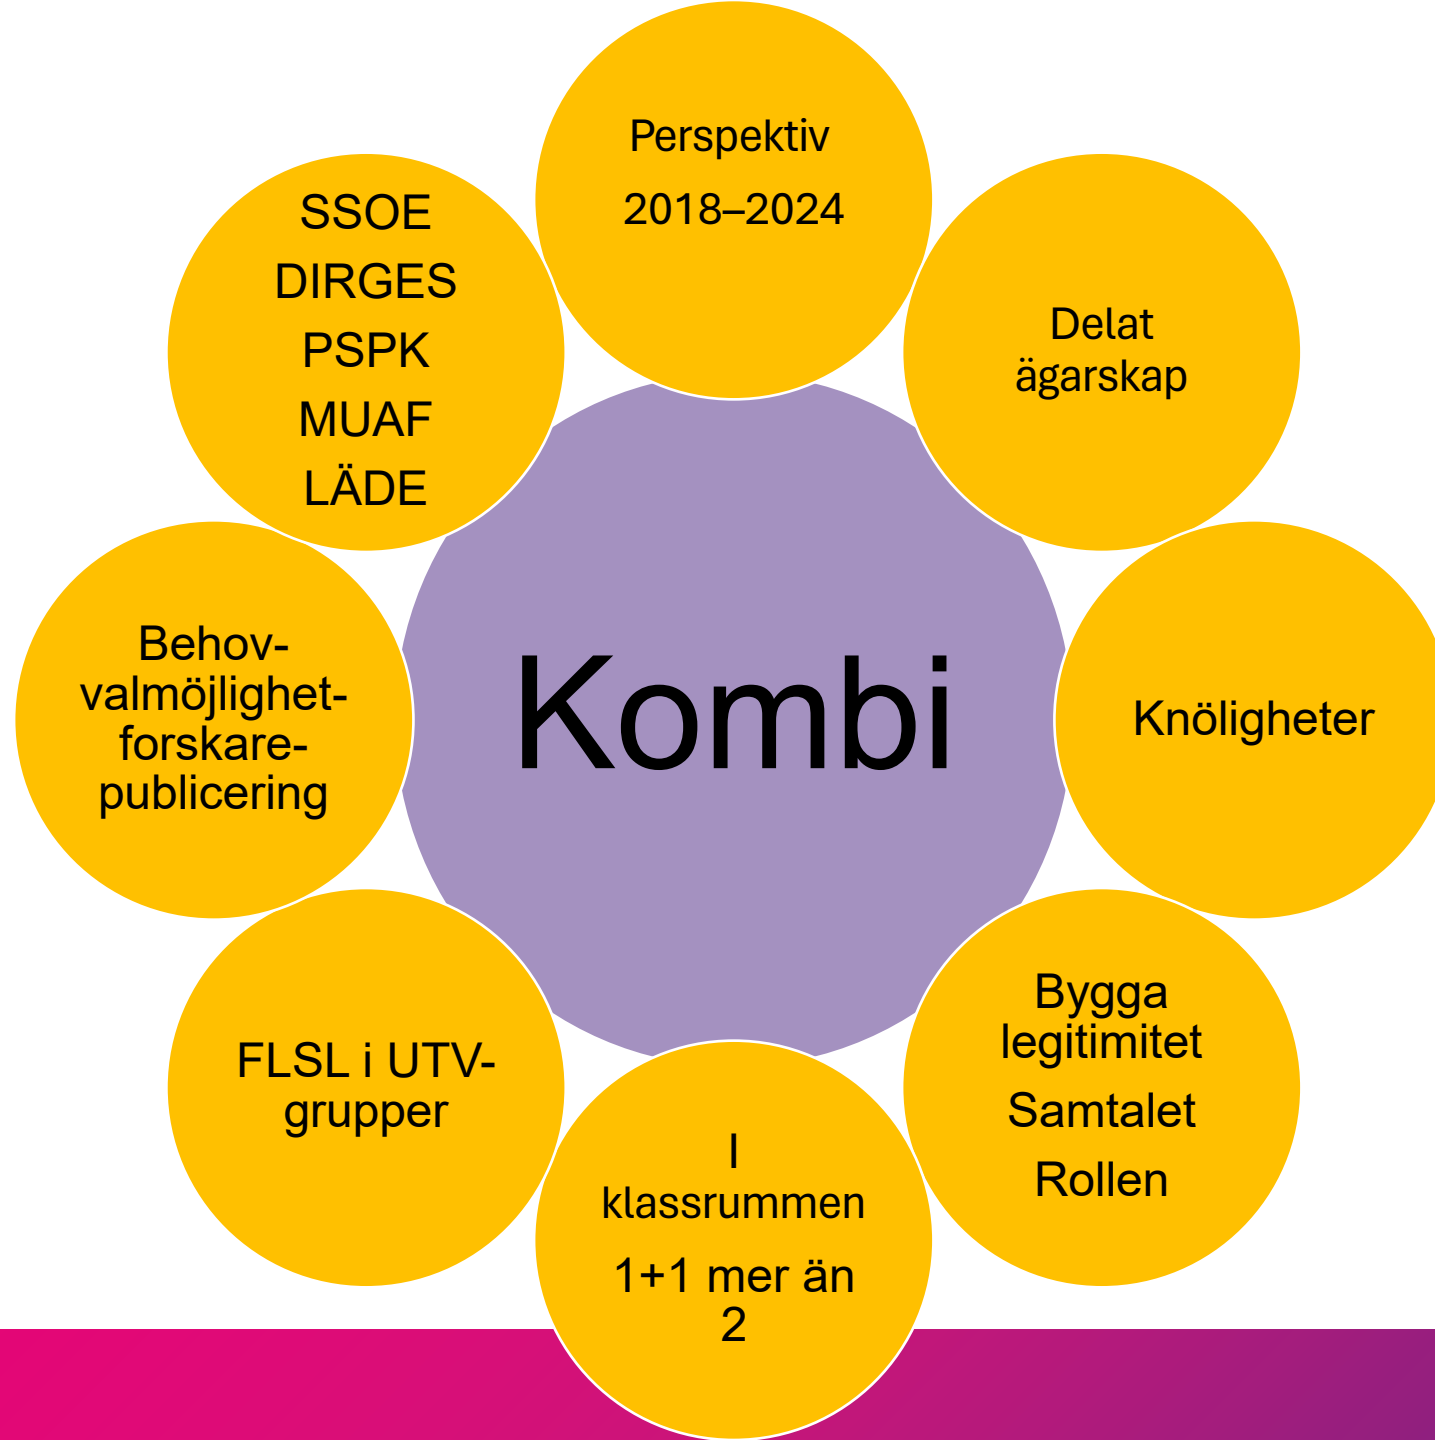 Perspektiv
2018–2024
Delat
ägarskap
Knöligheter
Bygga
legitimitet
Samtalet
Rollen
I
klassrummen
1+1 mer än
2
FLSL i UTV-
grupper
Behov-
valmöjlighet-
forskare-
publicering
SSOE
DIRGES
PSPK
MUAF
LÄDE
Kombi